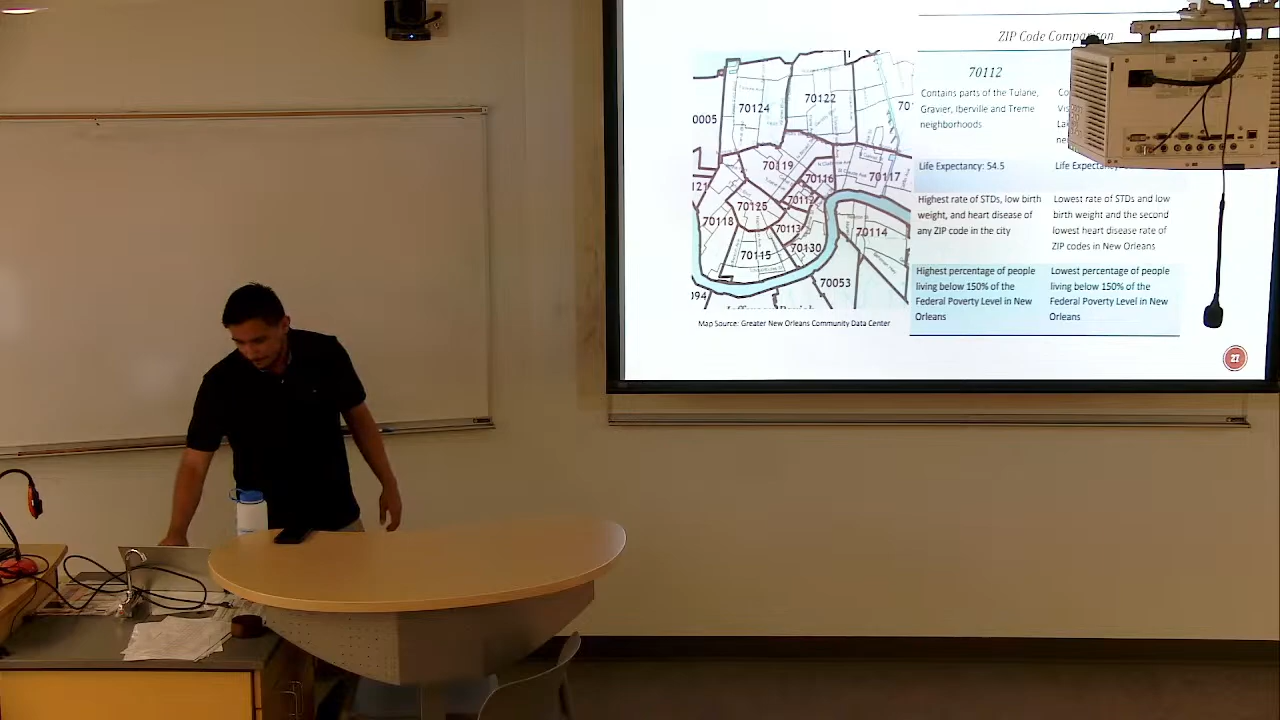 ZIP Code Comparison
70112
Contains parts of the Tulane,
Gravier, Iberville and Treme
neighborhoods
Life Expectancy: 54.5
Life Expectancy
Highest rate of STDs, low birth
weight, and heart disease of
any ZIP code in the city
Lowest rate of STDs and low
birth weight and the second
lowest heart disease rate of
ZIP codes in New Orleans
Highest percentage of people
living below 150% of the
Federal Poverty Level in New
Orleans
Lowest percentage of people
living below 150% of the
Federal Poverty Level in New
Orleans
70124
70122
70119
70116
70117
70125
70112
70118
70113
70114
70115
70130
70053
Map Source: Greater New Orleans Community Data Center
27